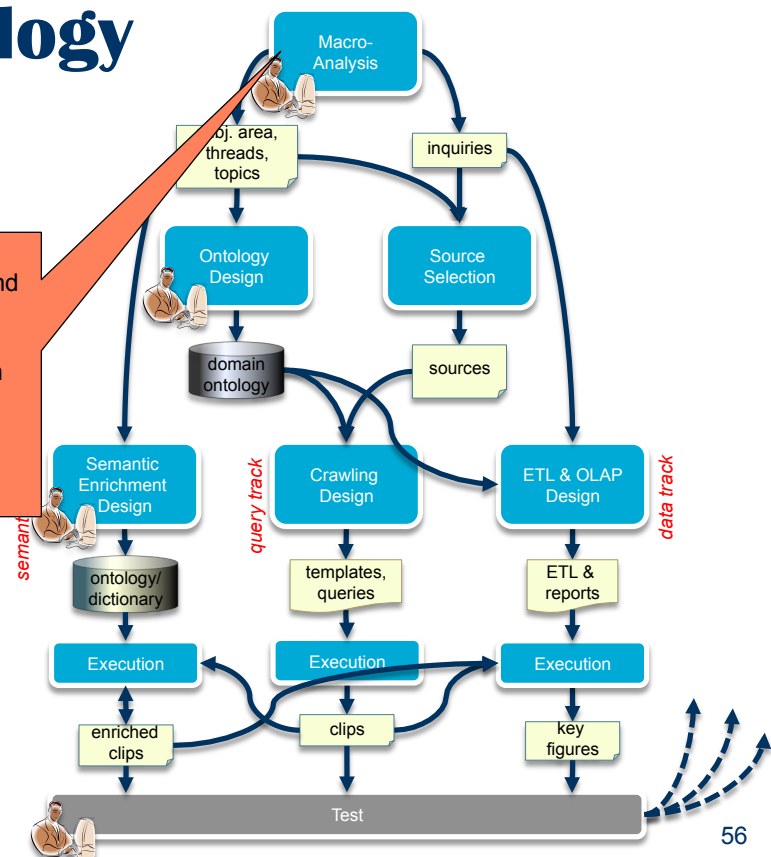 logy
Macro-
Analysis
bj. area,
threads,
topics
inquiries
nd
Ontology
Design
Source
Selection
domain
ontology
sources
Semantic
Enrichment
Design
query track
Crawling
Design
ETL & OLAP
Design
data track
semant
ontology/
dictionary
templates,
queries
ETL &
reports
Execution
Execution
Execution
enriched
clips
clips
key
figures
Test
56